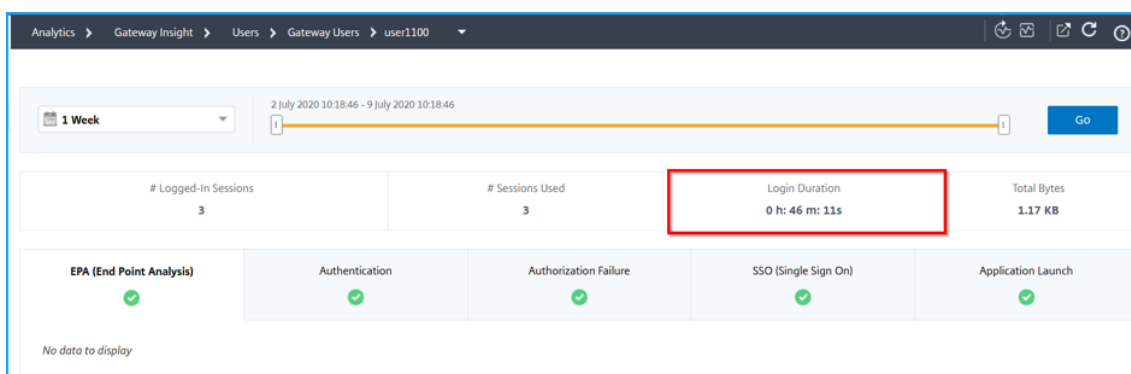 Analytics > Gateway Insight > Users > Gateway Users > user1100
2 July 2020 10:18:46 - 9 July 2020 10:18:46
1 Week
Go
# Logged-In Sessions # Sessions Used Login Duration Total Bytes
3 3 0 h: 46 m: 11s 1.17 KB
EPA (End Point Analysis) Authentication Authorization Failure SSO (Single Sign On) Application Launch
No data to display